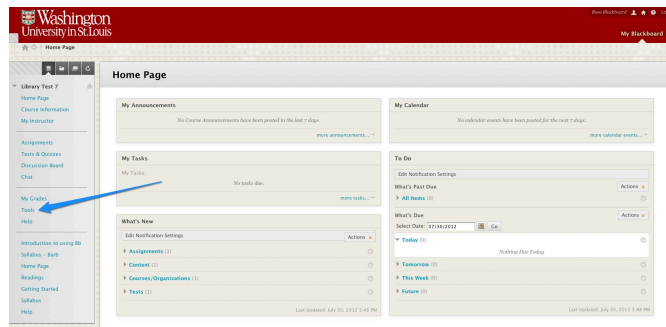 Washington
University in St.Louis
My Blackboard
Home Page
Library Test 7
Home Page
Course Information
My Instructor
Assignments
Tests & Quizzes
Discussion Board
Chat
My Grades
Tools
Help
Introduction to using Bb
Syllabus - Barb
Home Page
Readings
Getting Started
Syllabus
Help
Home Page
My Announcements
No Course Announcements have been posted in the last 7 days.
more announcements...
My Tasks
My Tasks:
No tasks due.
more tasks...
What's New
Edit Notification Settings
Actions
Assignments (1)
Content (1)
Courses/Organizations (1)
Tests (1)
Last Updated: July 30, 2012 3:48 PM
My Calendar
No calendar events have been posted for the next 7 days.
more calendar events...
To Do
Edit Notification Settings
What's Past Due
Actions
All Items (0)
What's Due
Actions
Select Date: 07/30/2012 Go
Today (0)
Nothing Due Today
Tomorrow (0)
This Week (0)
Future (0)
Last Updated: July 30, 2012 3:48 PM